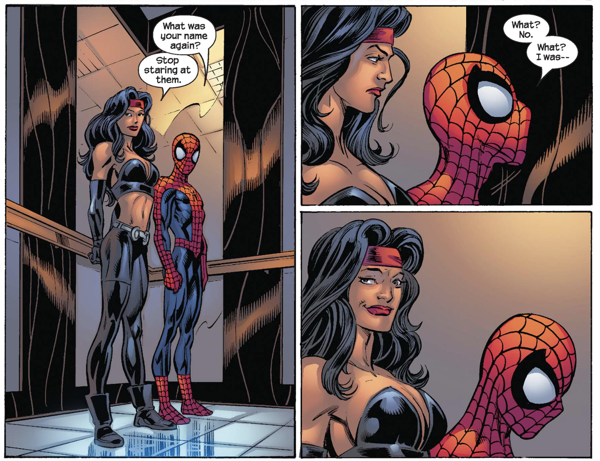 What was
your name
again?
Stop
staring at
them.
What?
No.
What?
I was--